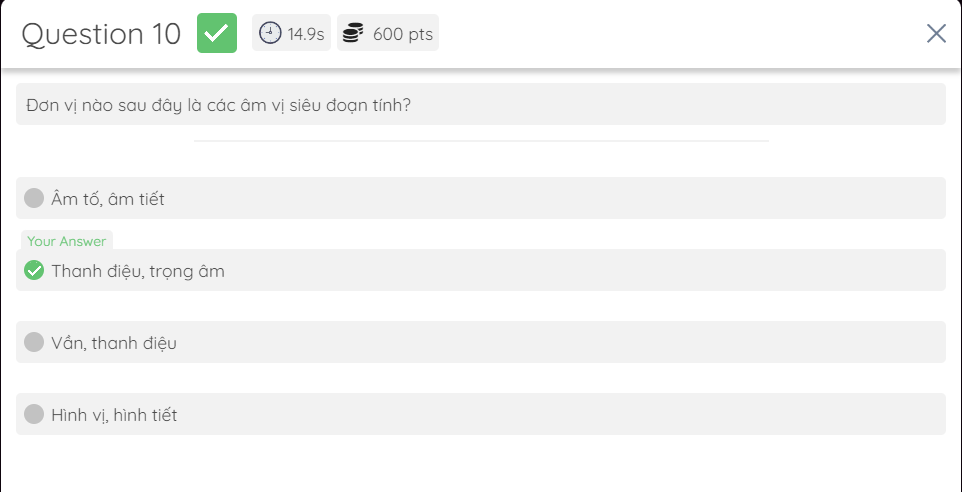 Question 10 14.9s 600 pts
Đơn vị nào sau đây là các âm vị siêu đoạn tính?
Âm tố, âm tiết
Your Answer
Thanh điệu, trọng âm
Vần, thanh điệu
Hình vị, hình tiết